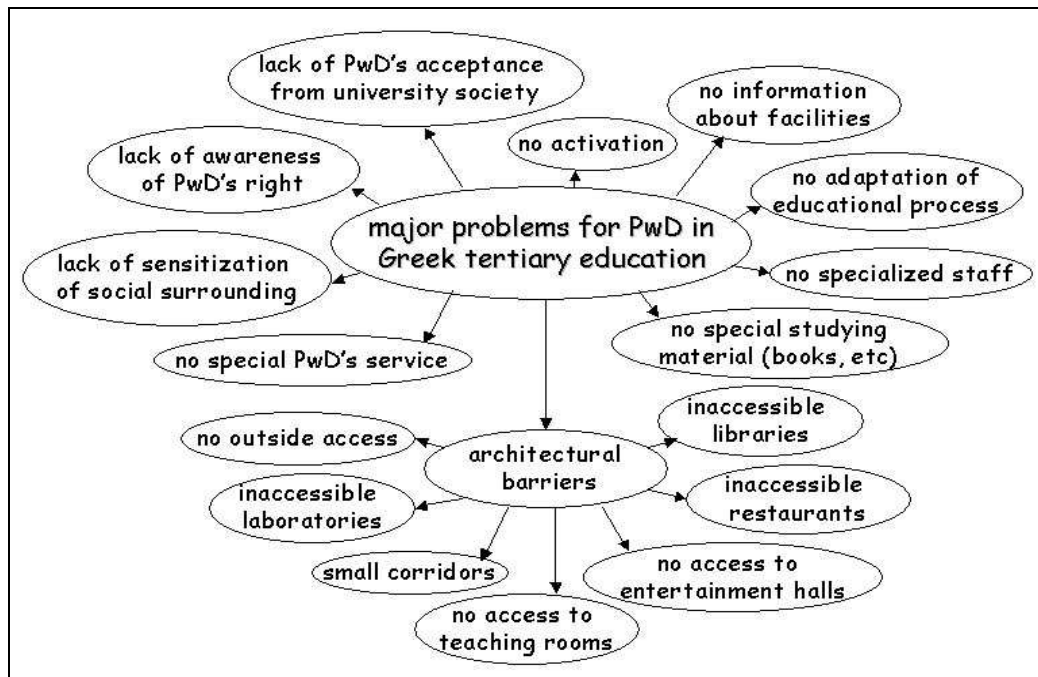 lack of PwD's acceptance
from university society
no information
about facilities
no activation
lack of awareness
of PwD's right
no adaptation of
educational process
major problems for PwD in
Greek tertiary education
lack of sensitization
of social surrounding
no specialized staff
no special studying
material (books, etc)
no special PwD's service
inaccessible
libraries
no outside access
architectural
barriers
inaccessible
laboratories
inaccessible
restaurants
small corridors
no access to
entertainment halls
no access to
teaching rooms